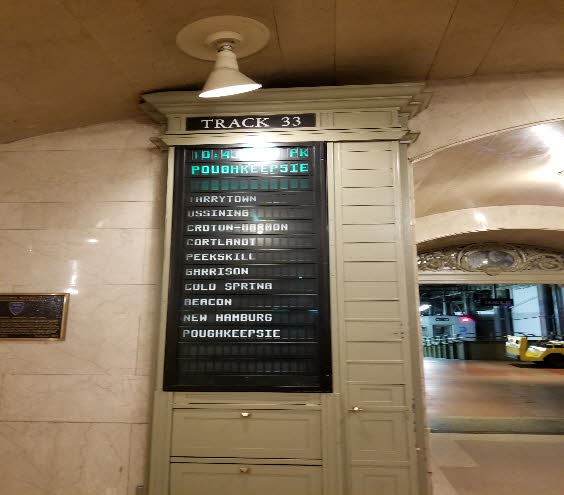 TRACK 33
POUGHKEEPSIE
TARRYTOWN
OSSINING
CROTON-HARMON
CORTLANDT
PEEKSKILL
GARRISON
COLD SPRING
BEACON
NEW HAMBURG
POUGHKEEPSIE